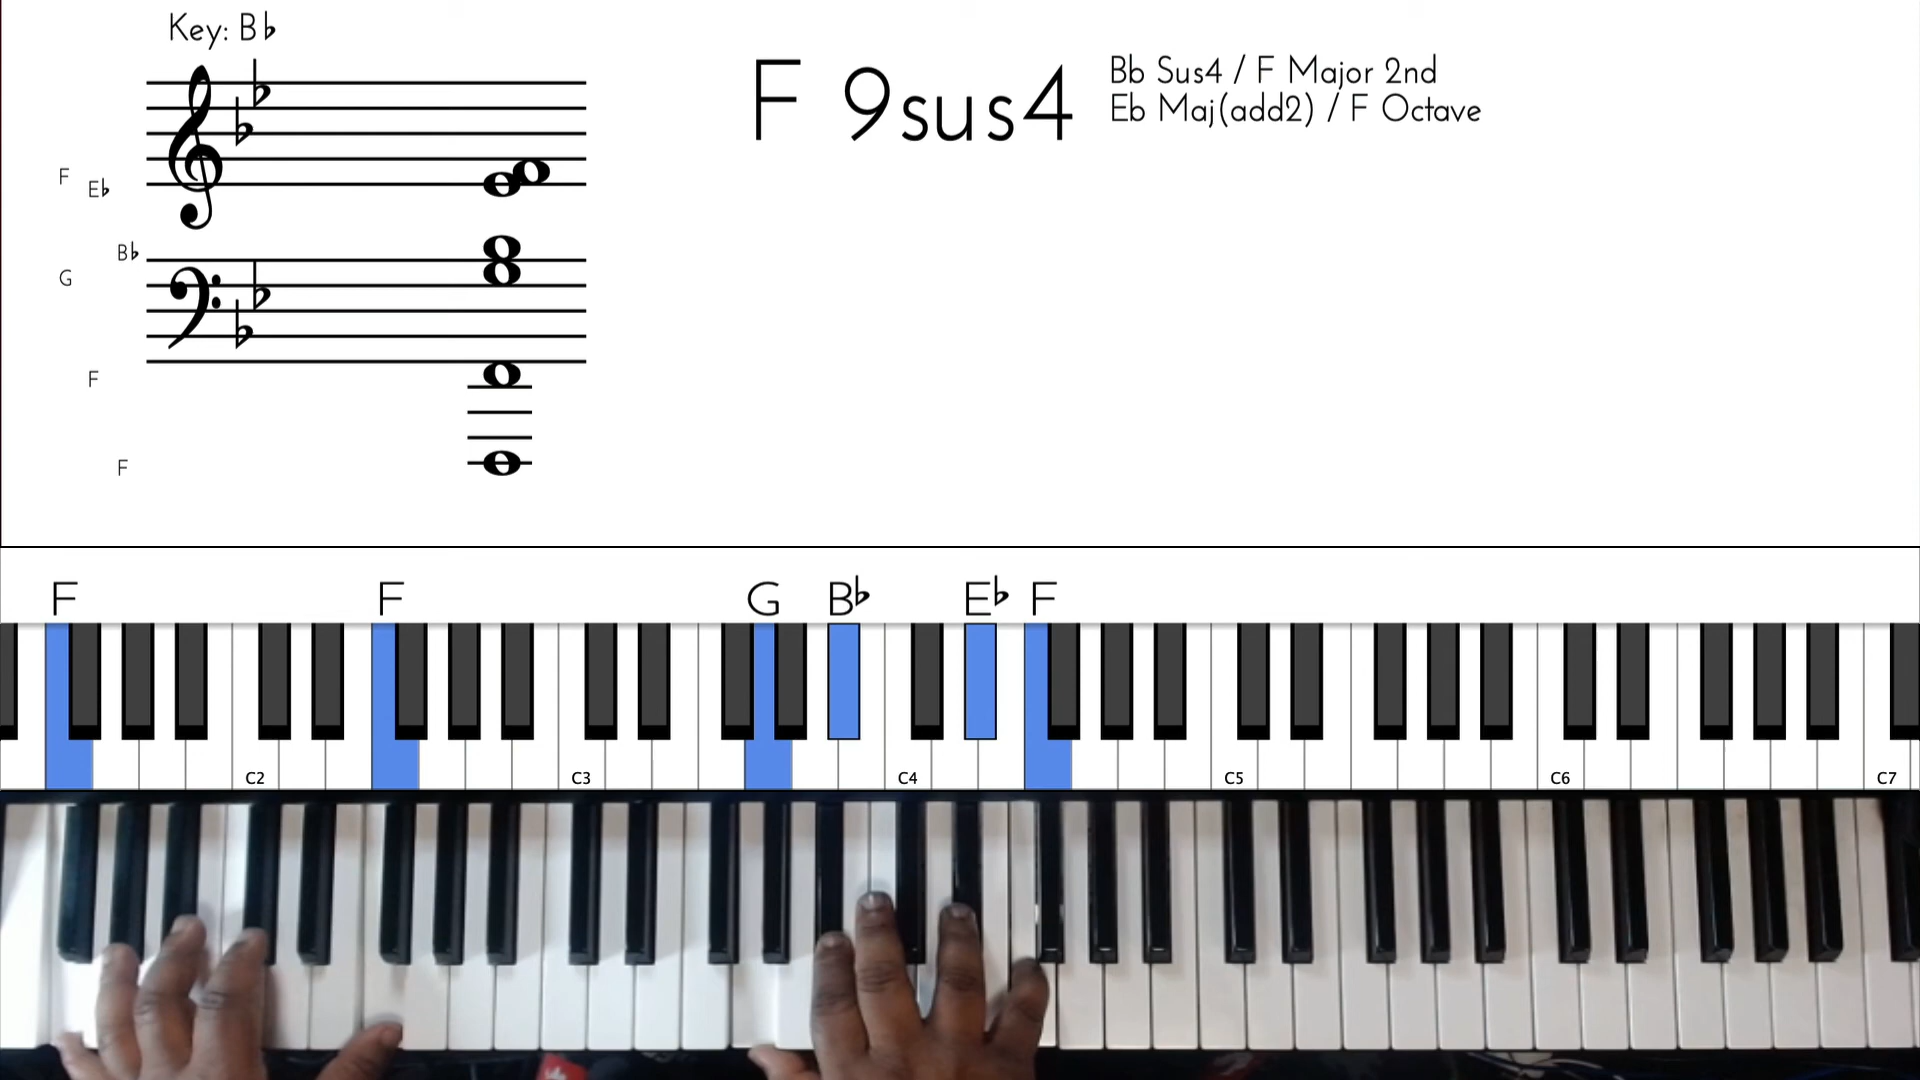 Key: B♭
F 9sus4
Bb Sus4 / F Major 2nd
Eb Maj(add2) / F Octave
F
E♭
B♭
G
F
F
F F G B♭ E♭ F
C2 C3 C4 C5 C6 C7